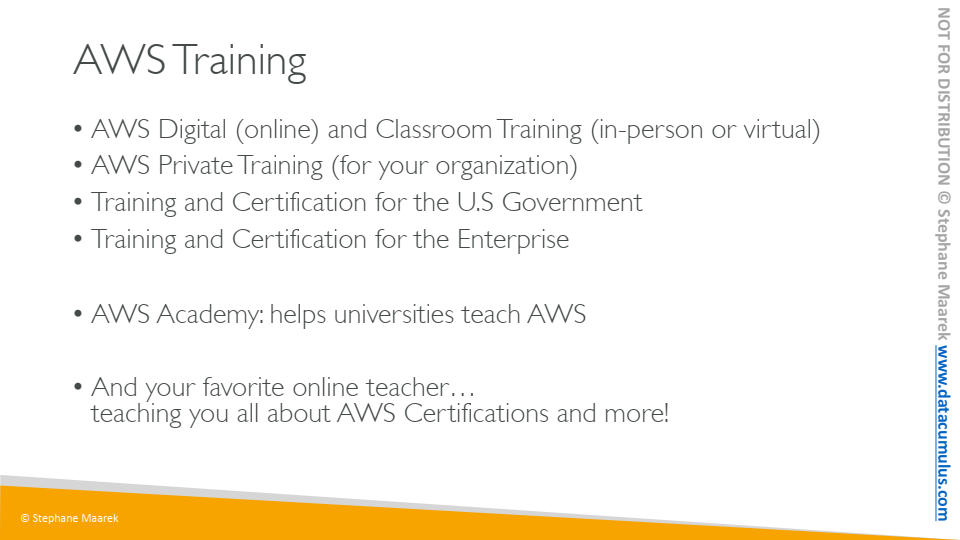 AWS Training
• AWS Digital (online) and Classroom Training (in-person or virtual)
• AWS Private Training (for your organization)
• Training and Certification for the U.S Government
• Training and Certification for the Enterprise
• AWS Academy: helps universities teach AWS
• And your favorite online teacher…
teaching you all about AWS Certifications and more!
© Stephane Maarek
NOT FOR DISTRIBUTION © Stephane Maarek www.datacumulus.com